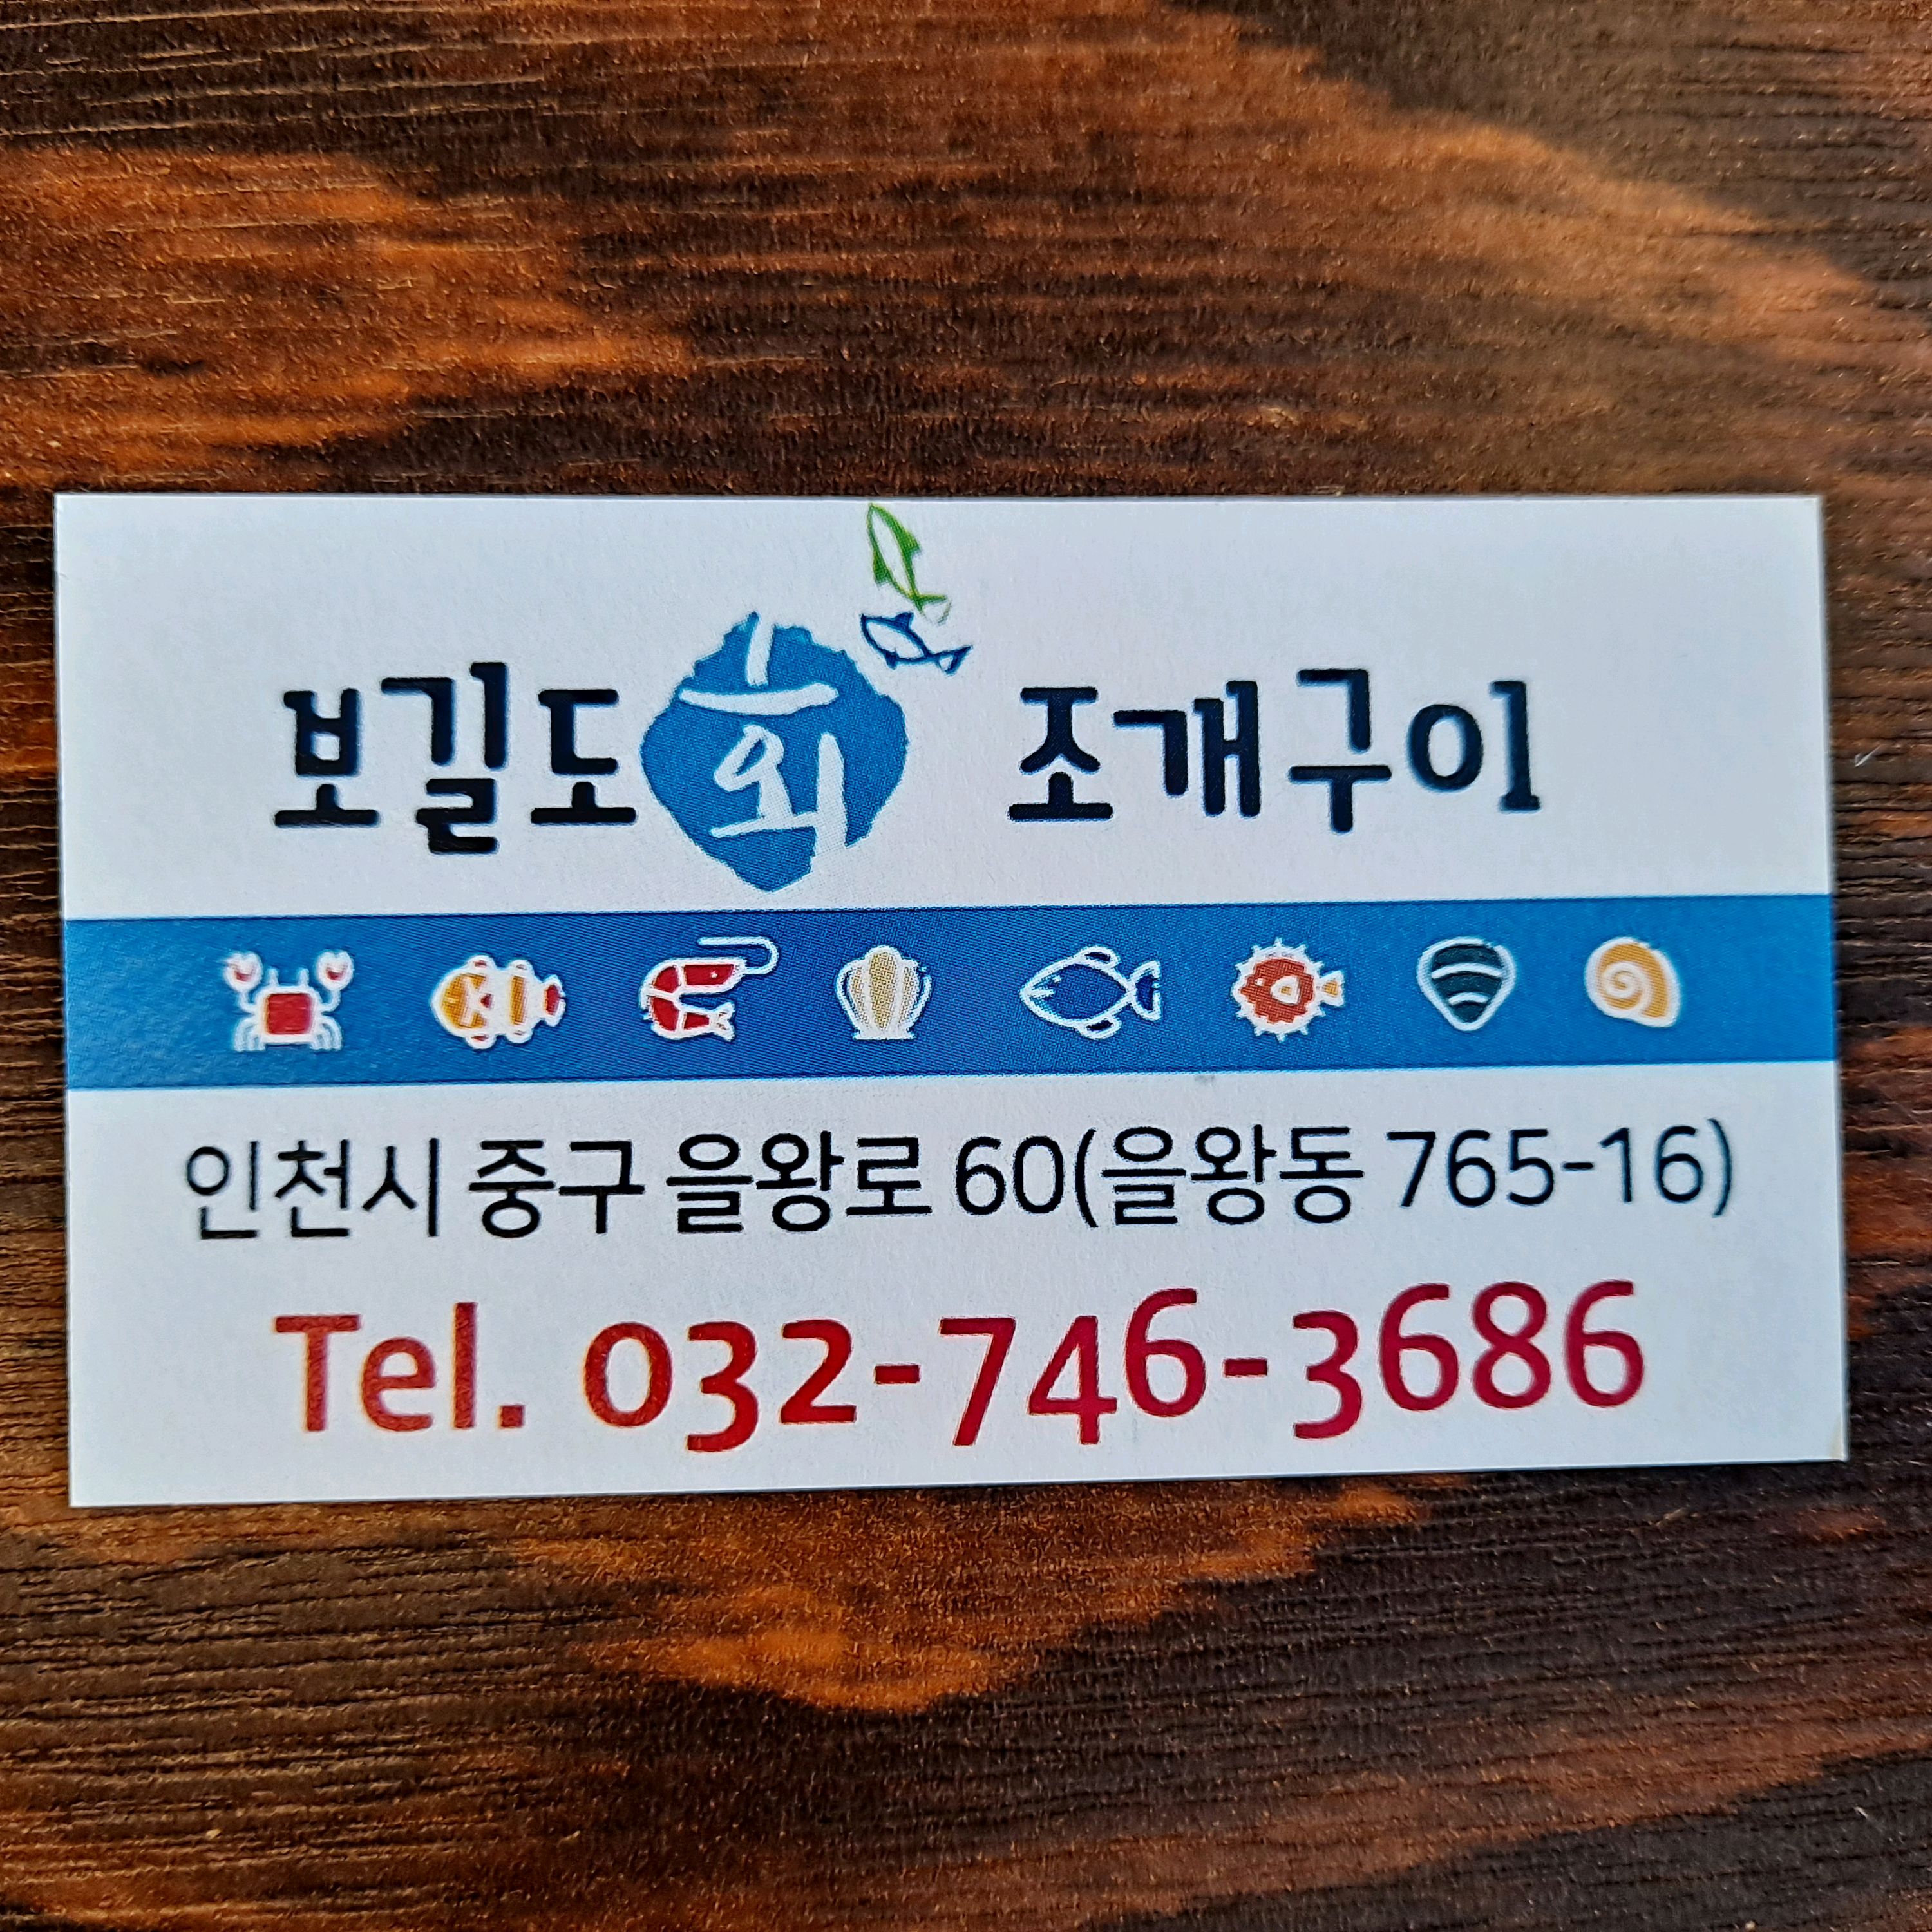 보길도 회 조개구이
인천시 중구 을왕로 60(을왕동 765-16)
Tel. 032-746-3686